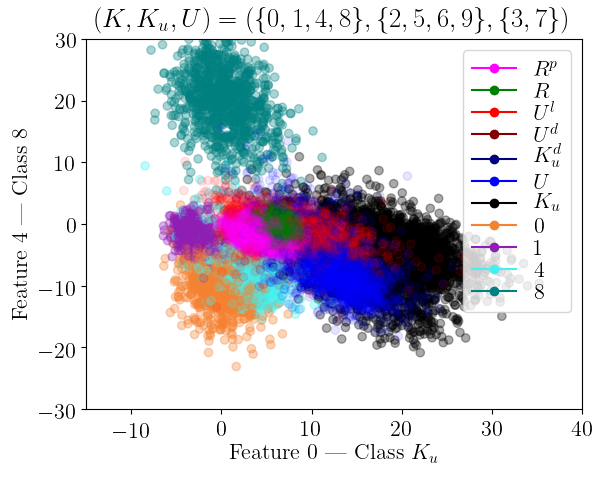 (K, K_u, U) = ({0, 1, 4, 8}, {2, 5, 6, 9}, {3, 7})
30
20
10
0
−10
−20
−30
Feature 4 — Class 8
R^p
R
U^l
U^d
K_u^d
U
K_u
0
1
4
8
−10
0
10
20
30
40
Feature 0 — Class K_u